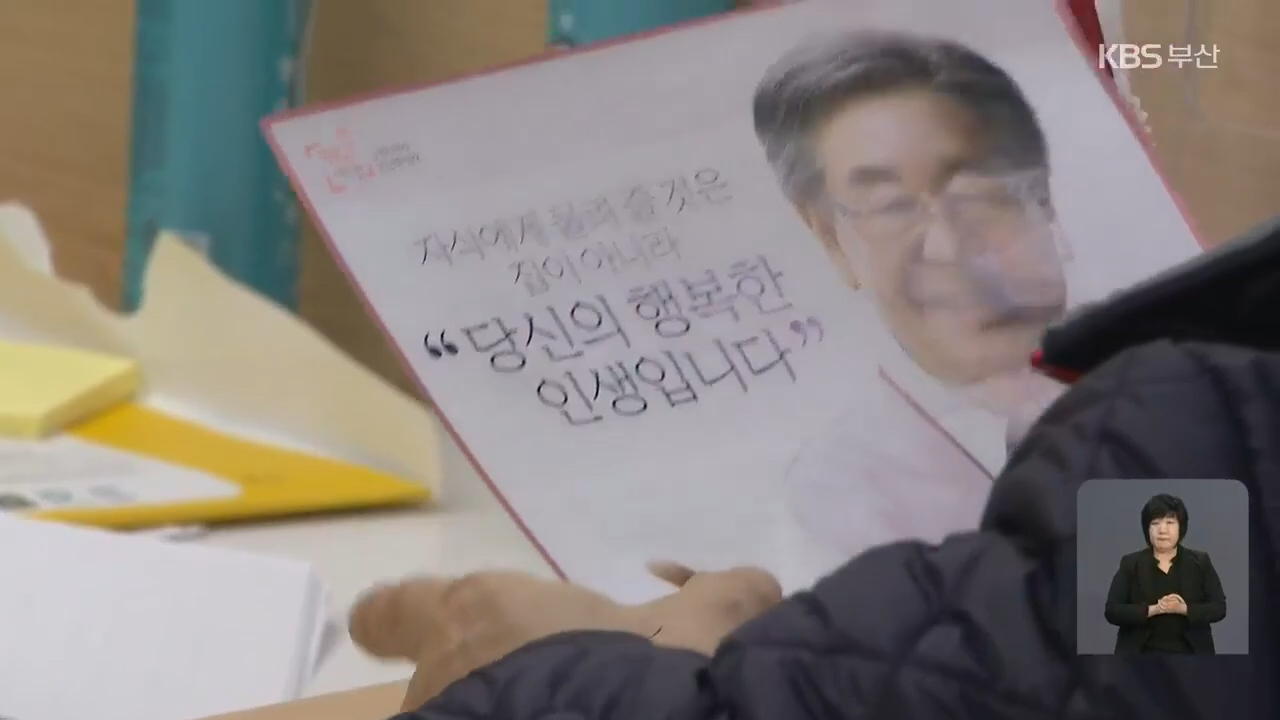 KBS 부산
자식에게 물려 줄 것은
집이 아니라
“당신의 행복한
인생입니다”